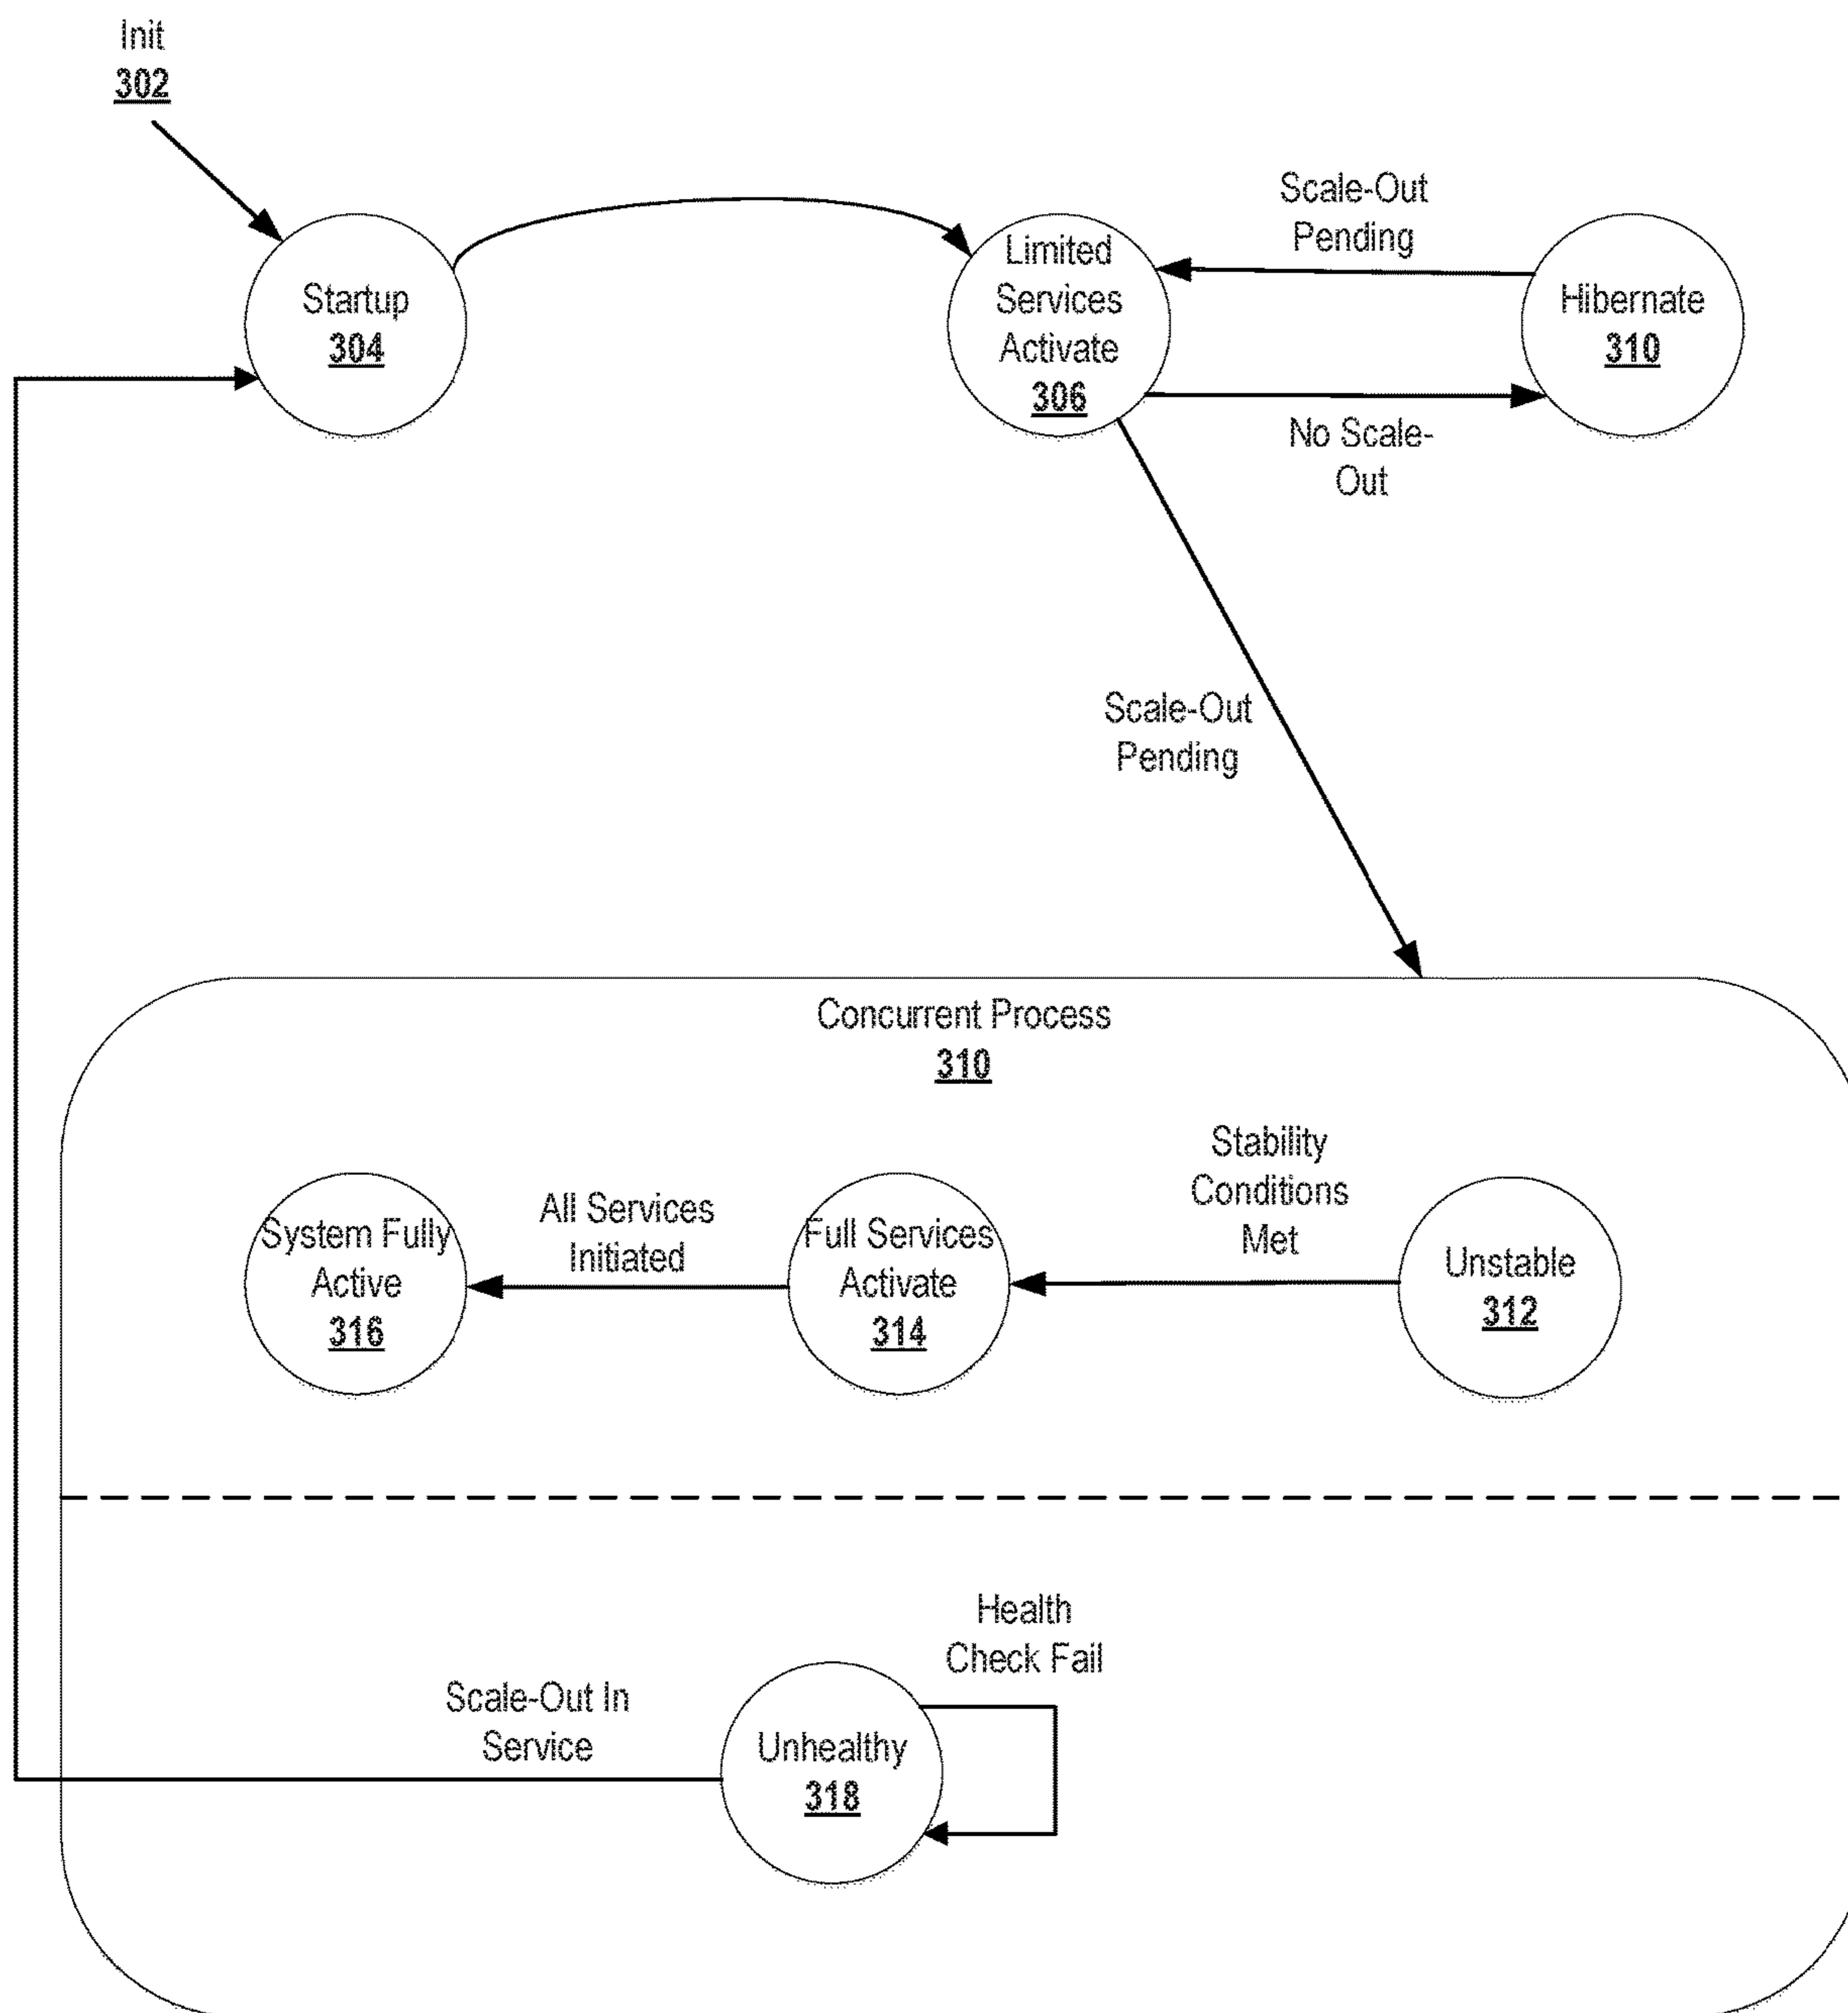 Init
302
Startup
304
Limited
Services
Activate
306
Scale-Out
Pending
Hibernate
310
No Scale-
Out
Scale-Out
Pending
Concurrent Process
310
System Fully
Active
316
All Services
Initiated
Full Services
Activate
314
Stability
Conditions
Met
Unstable
312
Scale-Out In
Service
Unhealthy
318
Health
Check Fail